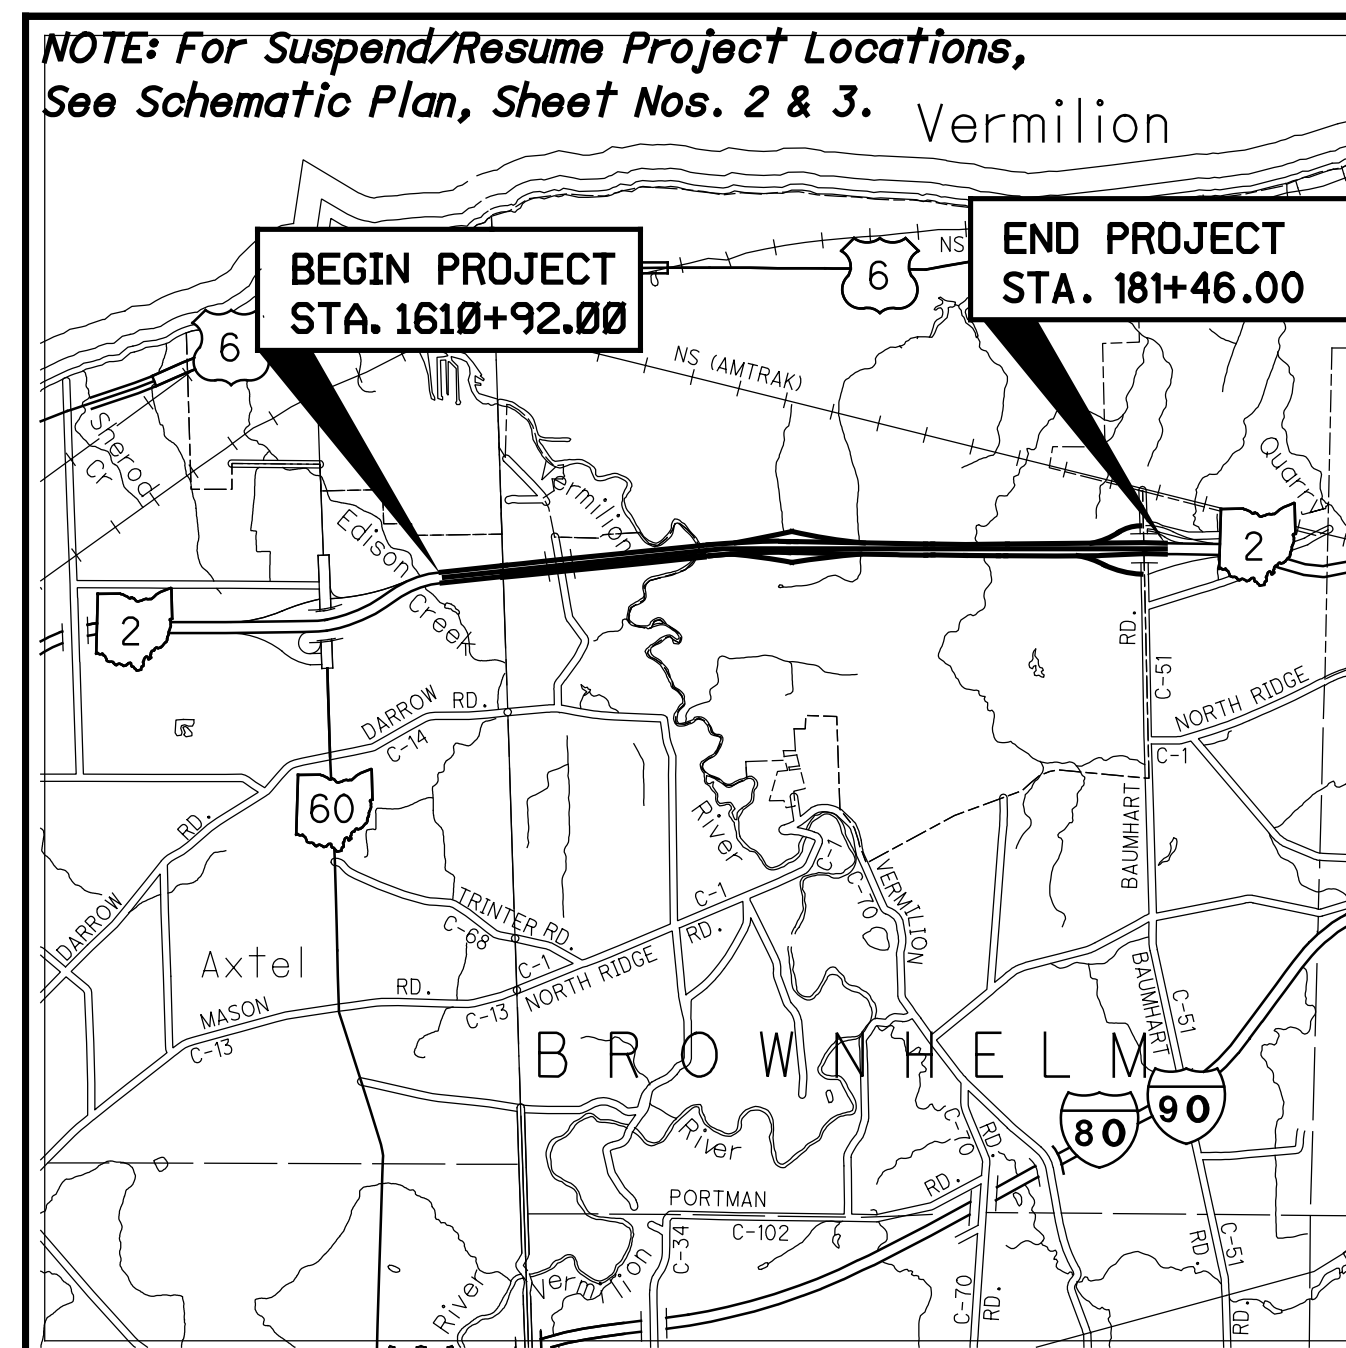 NOTE: For Suspend/Resume Project Locations,
See Schematic Plan, Sheet Nos. 2 & 3.
Vermilion
BEGIN PROJECT
STA. 1610+92.00
END PROJECT
STA. 181+46.00
NS
6
6
NS (AMTRAK)
Sherod
Cr
Quarry
Edison
Creek
Vermilion
2
2
RD.
C-51
DARROW RD.
C-14
NORTH RIDGE
C-1
60
RD.
River
BAUMHART
C-1
C-70
VERMILION
C-1
DARROW
TRINTER RD.
C-68
RD.
Axtel
C-1
NORTH RIDGE
RD.
MASON
C-13
C-13
BAUMHART
C-51
BROWNHELM
90
80
C-70
RD.
River
RD.
PORTMAN
C-102
C-34
RD.
C-51
Vermilion
River
C-70
RD.
RD.